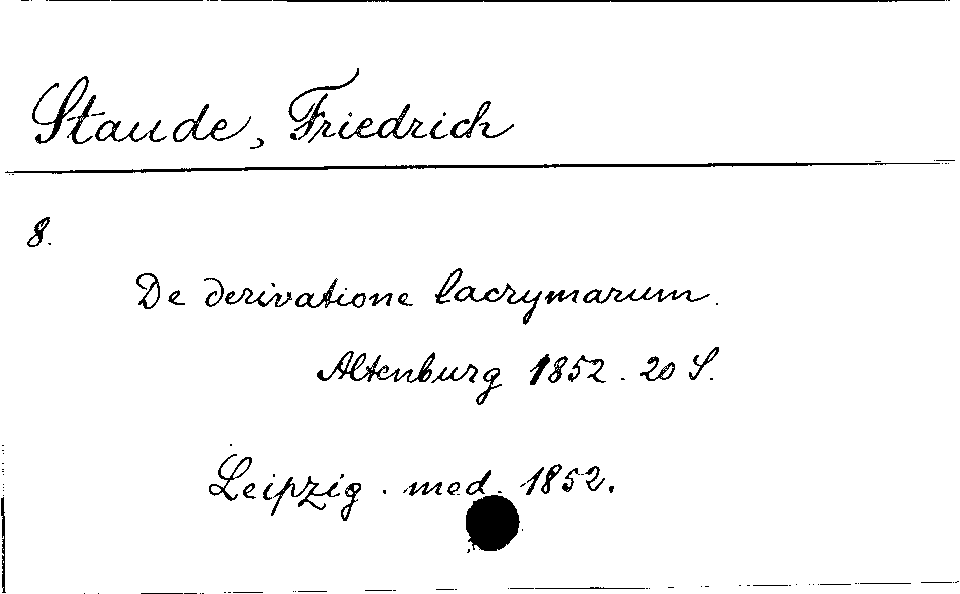 Staude, Friedrich
8.
De derivatione lacrymarum.
Altenburg 1852. 20 S.
Leipzig. med. 1852.